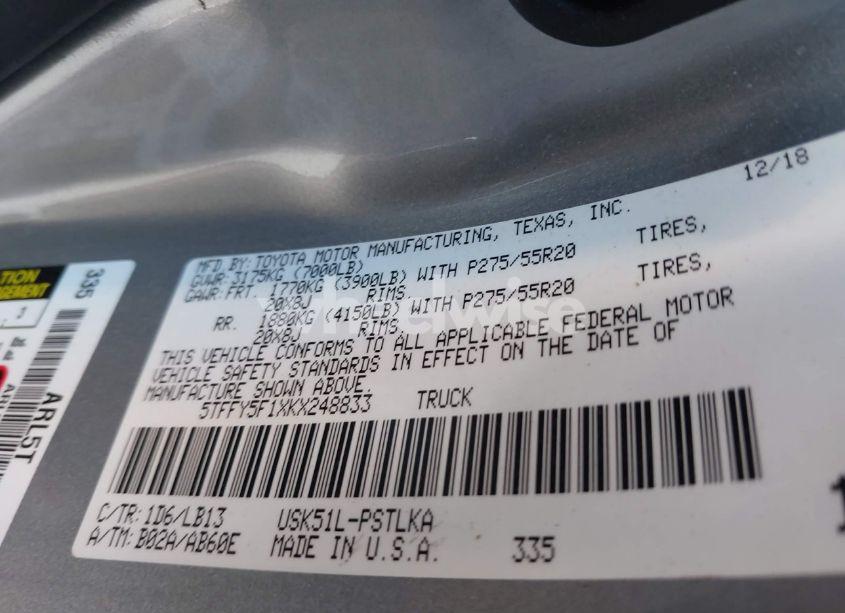 12/18
MFD BY: TOYOTA MOTOR MANUFACTURING, TEXAS, INC.
GVWR: 3175KG (7000LB)
GAWR: FRT. 1770KG (3900LB) WITH P275/55R20 TIRES,
20X8J RIMS.
RR. 1880KG (4150LB) WITH P275/55R20 TIRES,
20X8J RIMS.
THIS VEHICLE CONFORMS TO ALL APPLICABLE FEDERAL MOTOR
VEHICLE SAFETY STANDARDS IN EFFECT ON THE DATE OF
MANUFACTURE SHOWN ABOVE.
5TFFY5F1XKX248833 TRUCK
C/TR: 1D6/LB13 USK51L-PSTLKA
A/TM: B02A/AB60E MADE IN U.S.A. 335
335
ARL5T
wheelwise